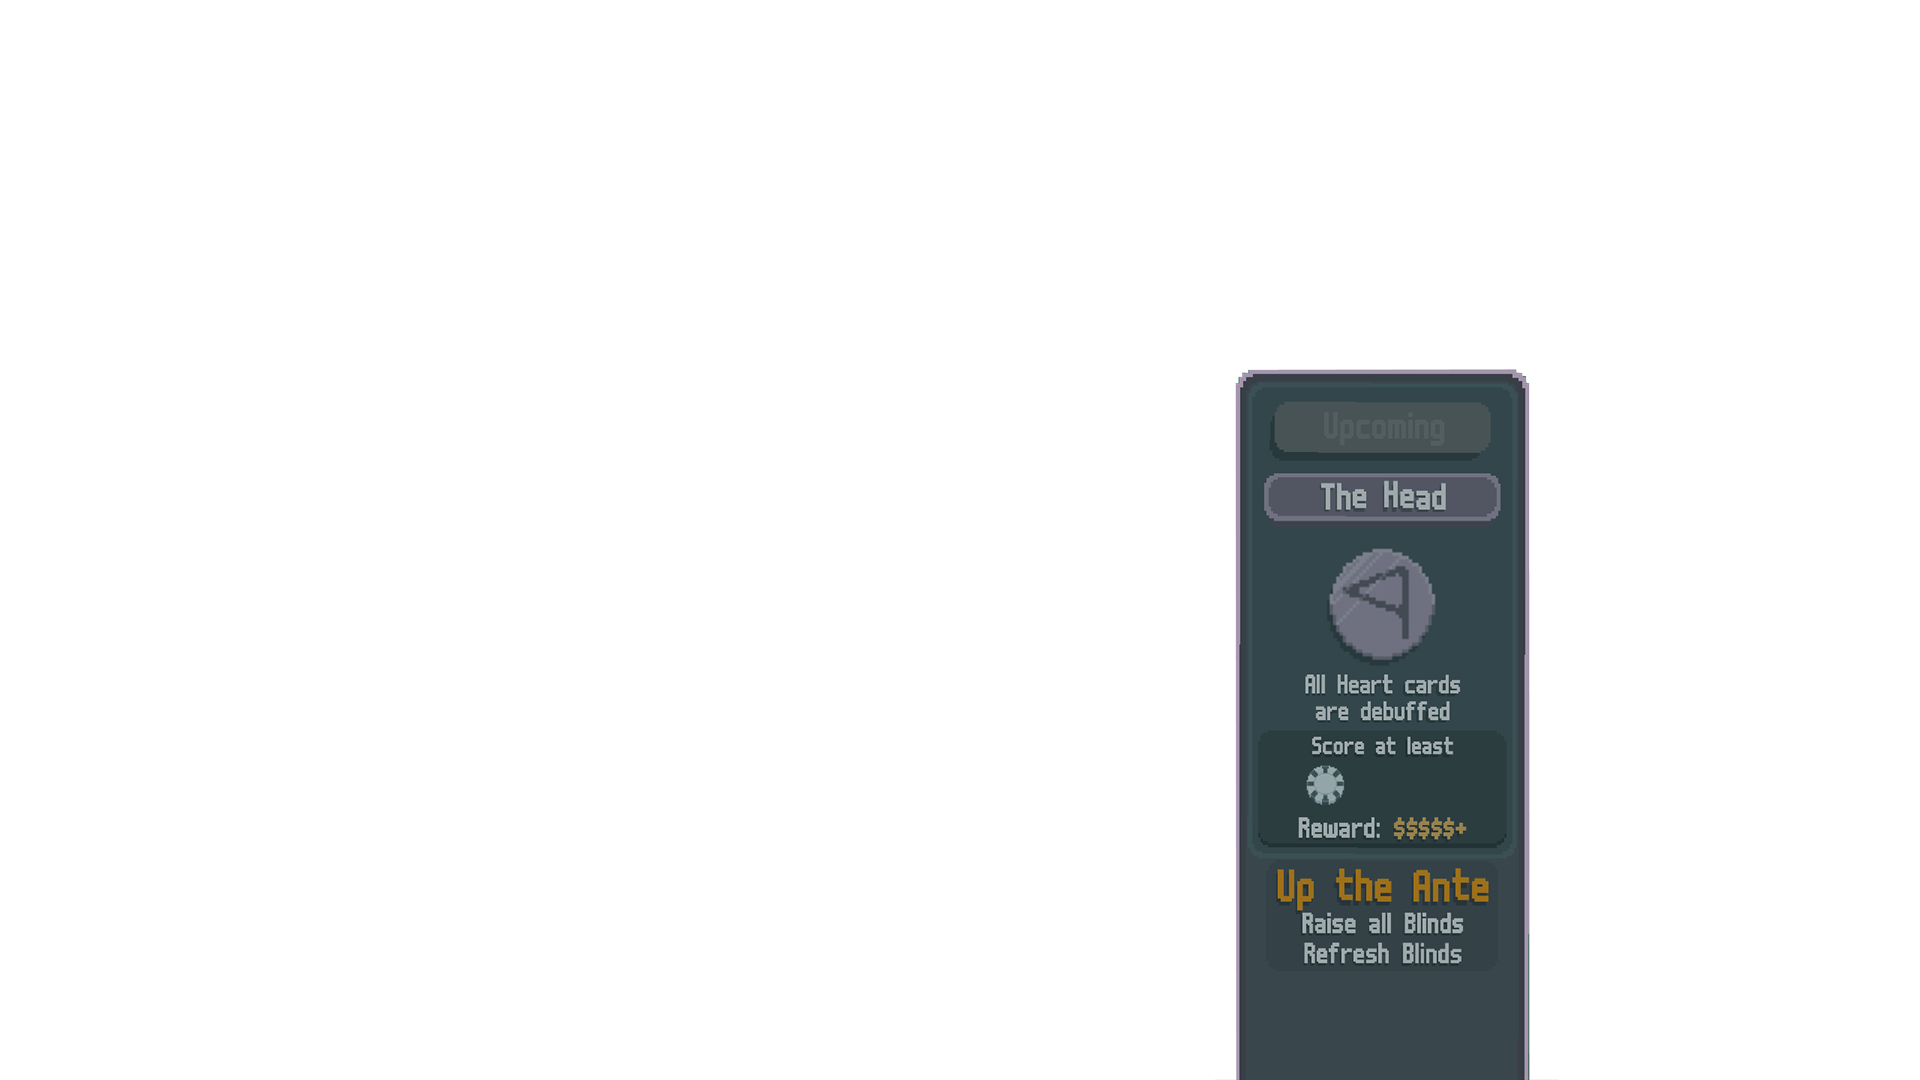 Upcoming
The Head
All Heart cards
are debuffed
Score at least
Reward: $$$$$+
Up the Ante
Raise all Blinds
Refresh Blinds